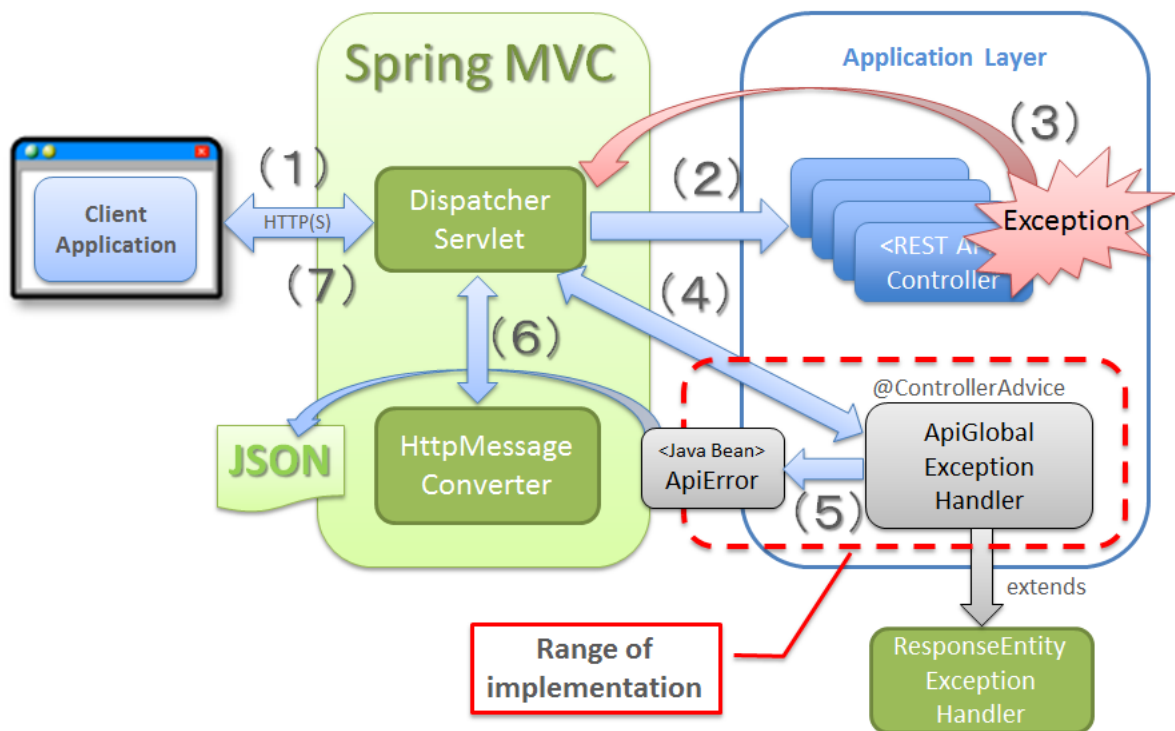 Spring MVC
Application Layer
(3)
(1)
(2)
Client
Application
HTTP(S)
Dispatcher
Servlet
Exception
<REST
Controller
(7)
(4)
(6)
@ControllerAdvice
JSON
HttpMessage
Converter
<Java Bean>
ApiError
ApiGlobal
Exception
Handler
(5)
extends
Range of
implementation
ResponseEntity
Exception
Handler